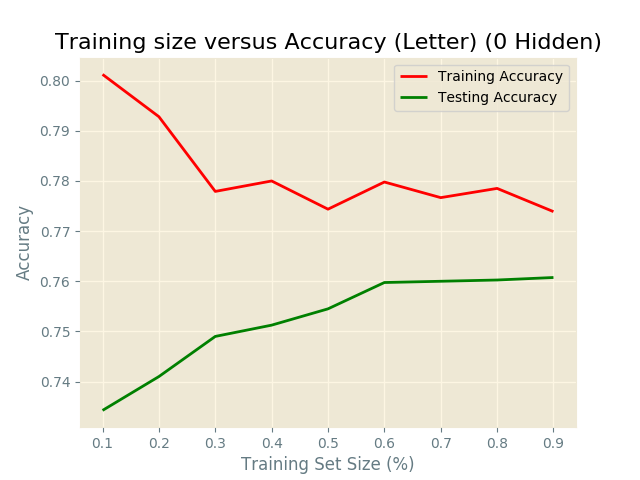 Training size versus Accuracy (Letter) (0 Hidden)
Training Accuracy
Testing Accuracy
Accuracy
0.80
0.79
0.78
0.77
0.76
0.75
0.74
0.1 0.2 0.3 0.4 0.5 0.6 0.7 0.8 0.9
Training Set Size (%)